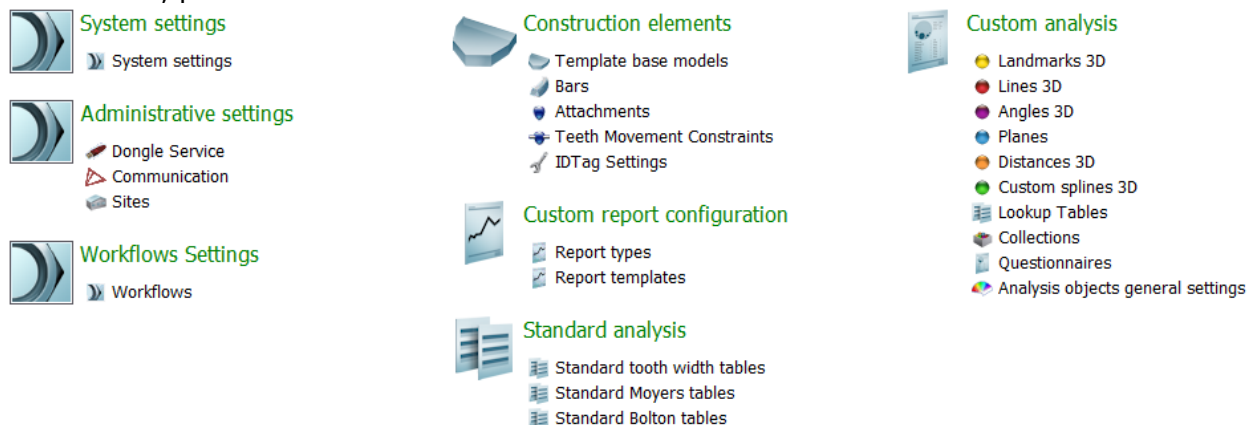 System settings
System settings
Administrative settings
Dongle Service
Communication
Sites
Workflows Settings
Workflows
Construction elements
Template base models
Bars
Attachments
Teeth Movement Constraints
IDTag Settings
Custom report configuration
Report types
Report templates
Standard analysis
Standard tooth width tables
Standard Moyers tables
Standard Bolton tables
Custom analysis
Landmarks 3D
Lines 3D
Angles 3D
Planes
Distances 3D
Custom splines 3D
Lookup Tables
Collections
Questionnaires
Analysis objects general settings